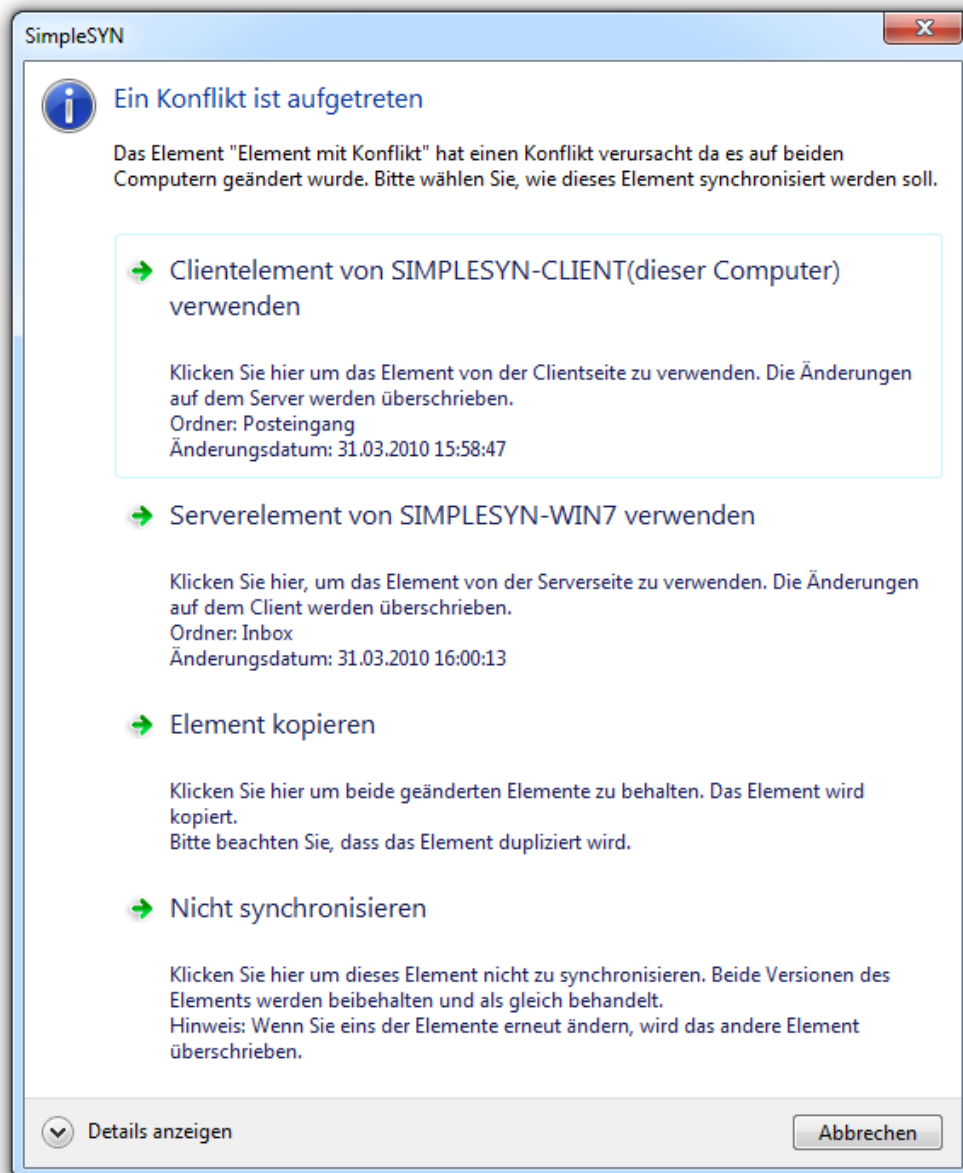 SimpleSYN
Ein Konflikt ist aufgetreten
Das Element "Element mit Konflikt" hat einen Konflikt verursacht da es auf beiden
Computern geändert wurde. Bitte wählen Sie, wie dieses Element synchronisiert werden soll.
Clientelement von SIMPLESYN-CLIENT(dieser Computer)
verwenden
Klicken Sie hier um das Element von der Clientseite zu verwenden. Die Änderungen
auf dem Server werden überschrieben.
Ordner: Posteingang
Änderungsdatum: 31.03.2010 15:58:47
Serverelement von SIMPLESYN-WIN7 verwenden
Klicken Sie hier, um das Element von der Serverseite zu verwenden. Die Änderungen
auf dem Client werden überschrieben.
Ordner: Inbox
Änderungsdatum: 31.03.2010 16:00:13
Element kopieren
Klicken Sie hier um beide geänderten Elemente zu behalten. Das Element wird
kopiert.
Bitte beachten Sie, dass das Element dupliziert wird.
Nicht synchronisieren
Klicken Sie hier um dieses Element nicht zu synchronisieren. Beide Versionen des
Elements werden beibehalten und als gleich behandelt.
Hinweis: Wenn Sie eins der Elemente erneut ändern, wird das andere Element
überschrieben.
Details anzeigen
Abbrechen